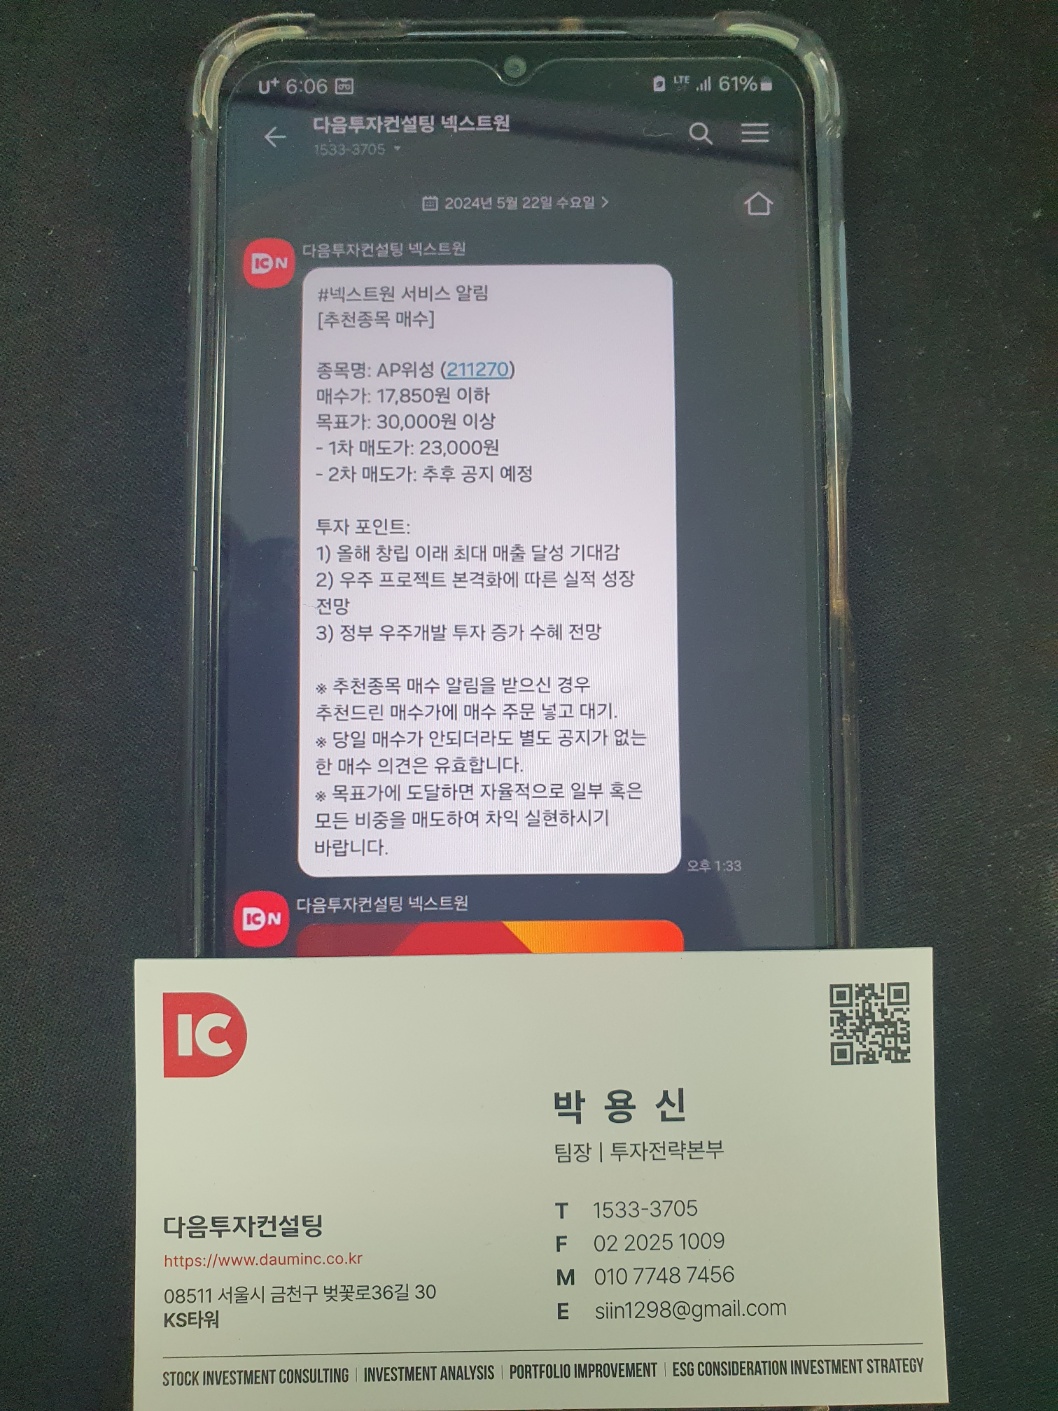 U+ 6:06
LTE 61%
다음투자컨설팅 넥스트원
1533-3705
2024년 5월 22일 수요일
다음투자컨설팅 넥스트원
IC N
#넥스트원 서비스 알림
[추천종목 매수]
종목명: AP위성 (211270)
매수가: 17,850원 이하
목표가: 30,000원 이상
- 1차 매도가: 23,000원
- 2차 매도가: 추후 공지 예정
투자 포인트:
1) 올해 창립 이래 최대 매출 달성 기대감
2) 우주 프로젝트 본격화에 따른 실적 성장
전망
3) 정부 우주개발 투자 증가 수혜 전망
※ 추천종목 매수 알림을 받으신 경우
추천드린 매수가에 매수 주문 넣고 대기.
※ 당일 매수가 안되더라도 별도 공지가 없는
한 매수 의견은 유효합니다.
※ 목표가에 도달하면 자율적으로 일부 혹은
모든 비중을 매도하여 차익 실현하시기
바랍니다.
오후 1:33
다음투자컨설팅 넥스트원
IC N
IC
박용신
팀장 | 투자전략본부
T 1533-3705
F 02 2025 1009
M 010 7748 7456
E siin1298@gmail.com
다음투자컨설팅
https://www.dauminc.co.kr
08511 서울시 금천구 벚꽃로36길 30
KS타워
STOCK INVESTMENT CONSULTING | INVESTMENT ANALYSIS | PORTFOLIO IMPROVEMENT | ESG CONSIDERATION INVESTMENT STRATEGY